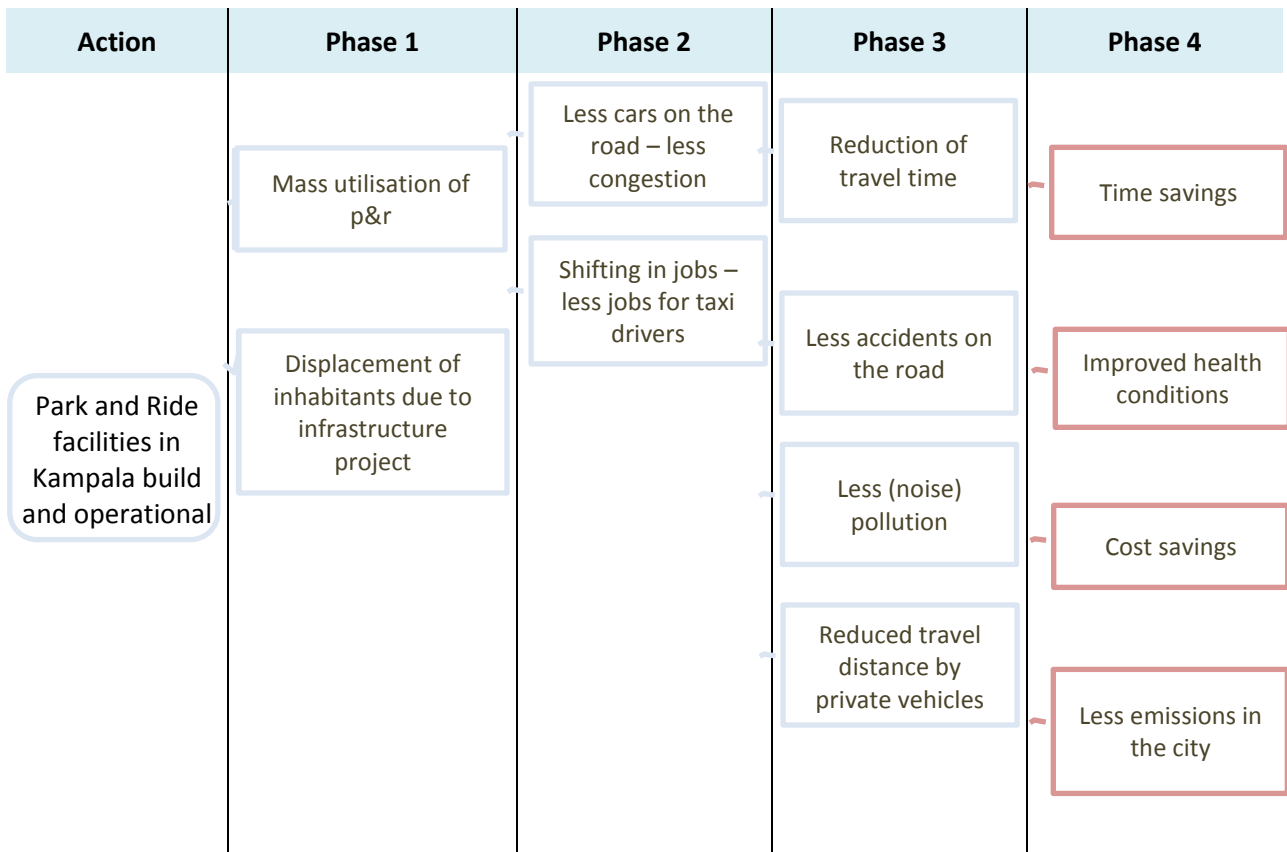 Action
Phase 1
Phase 2
Phase 3
Phase 4
Park and Ride
facilities in
Kampala build
and operational
Mass utilisation of
p&r
Displacement of
inhabitants due to
infrastructure
project
Less cars on the
road – less
congestion
Shifting in jobs –
less jobs for taxi
drivers
Reduction of
travel time
Less accidents on
the road
Less (noise)
pollution
Reduced travel
distance by
private vehicles
Time savings
Improved health
conditions
Cost savings
Less emissions in
the city